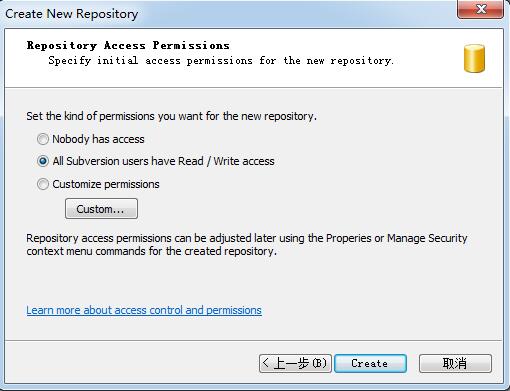 Create New Repository
Repository Access Permissions
Specify initial access permissions for the new repository.
Set the kind of permissions you want for the new repository.
Nobody has access
All Subversion users have Read / Write access
Customize permissions
Custom...
Repository access permissions can be adjusted later using the Properies or Manage Security
context menu commands for the created repository.
Learn more about access control and permissions
< 上一步(B)
Create
取消